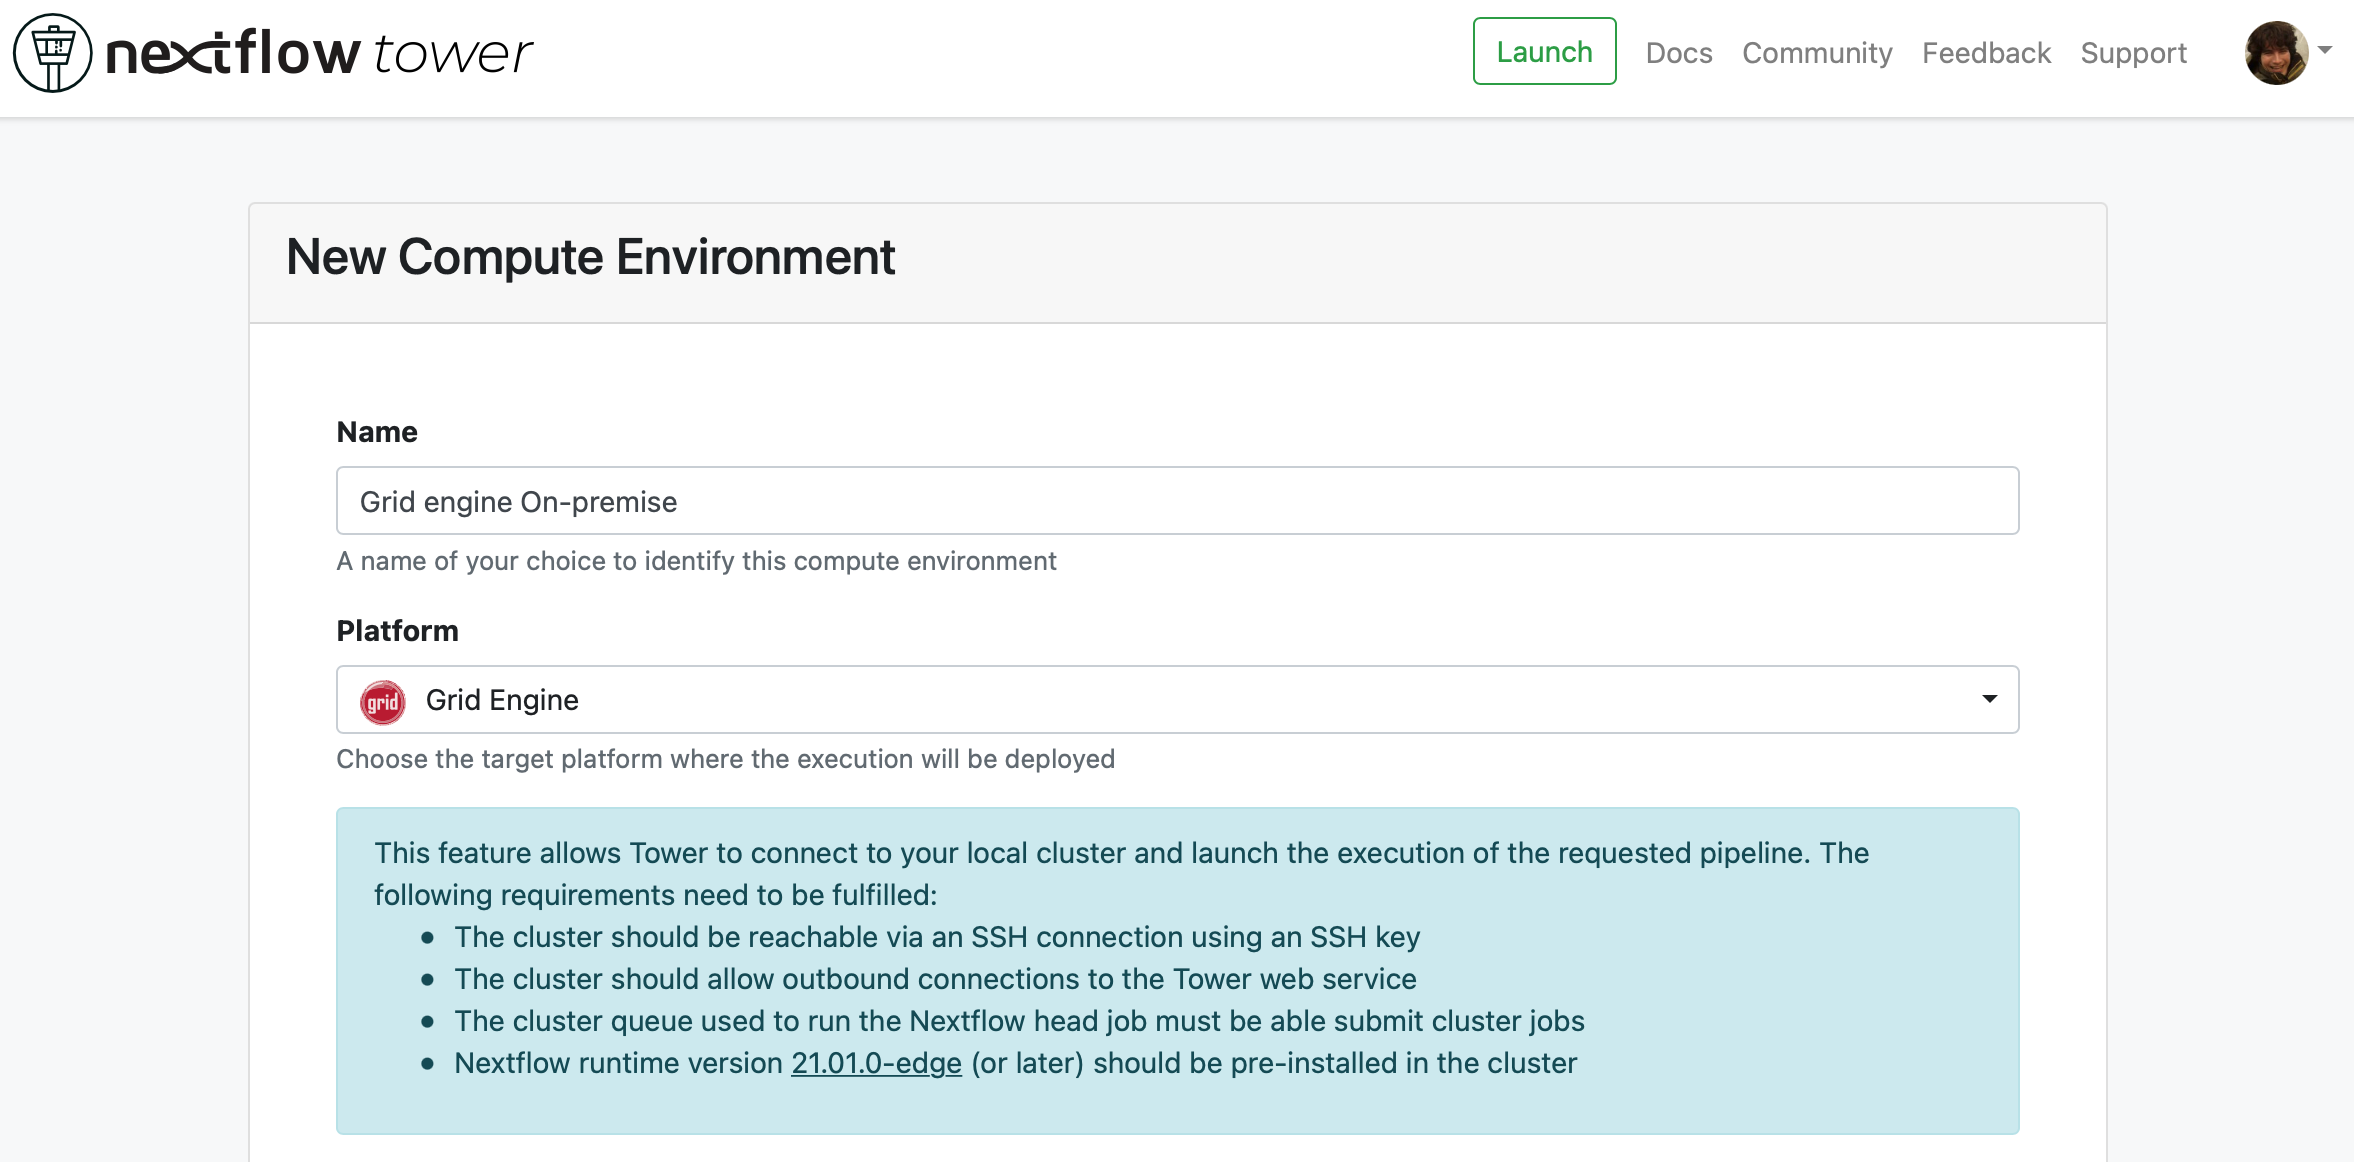 nextflow tower
Launch Docs Community Feedback Support
New Compute Environment
Name
Grid engine On-premise
A name of your choice to identify this compute environment
Platform
grid Grid Engine
Choose the target platform where the execution will be deployed
This feature allows Tower to connect to your local cluster and launch the execution of the requested pipeline. The
following requirements need to be fulfilled:
• The cluster should be reachable via an SSH connection using an SSH key
• The cluster should allow outbound connections to the Tower web service
• The cluster queue used to run the Nextflow head job must be able submit cluster jobs
• Nextflow runtime version 21.01.0-edge (or later) should be pre-installed in the cluster